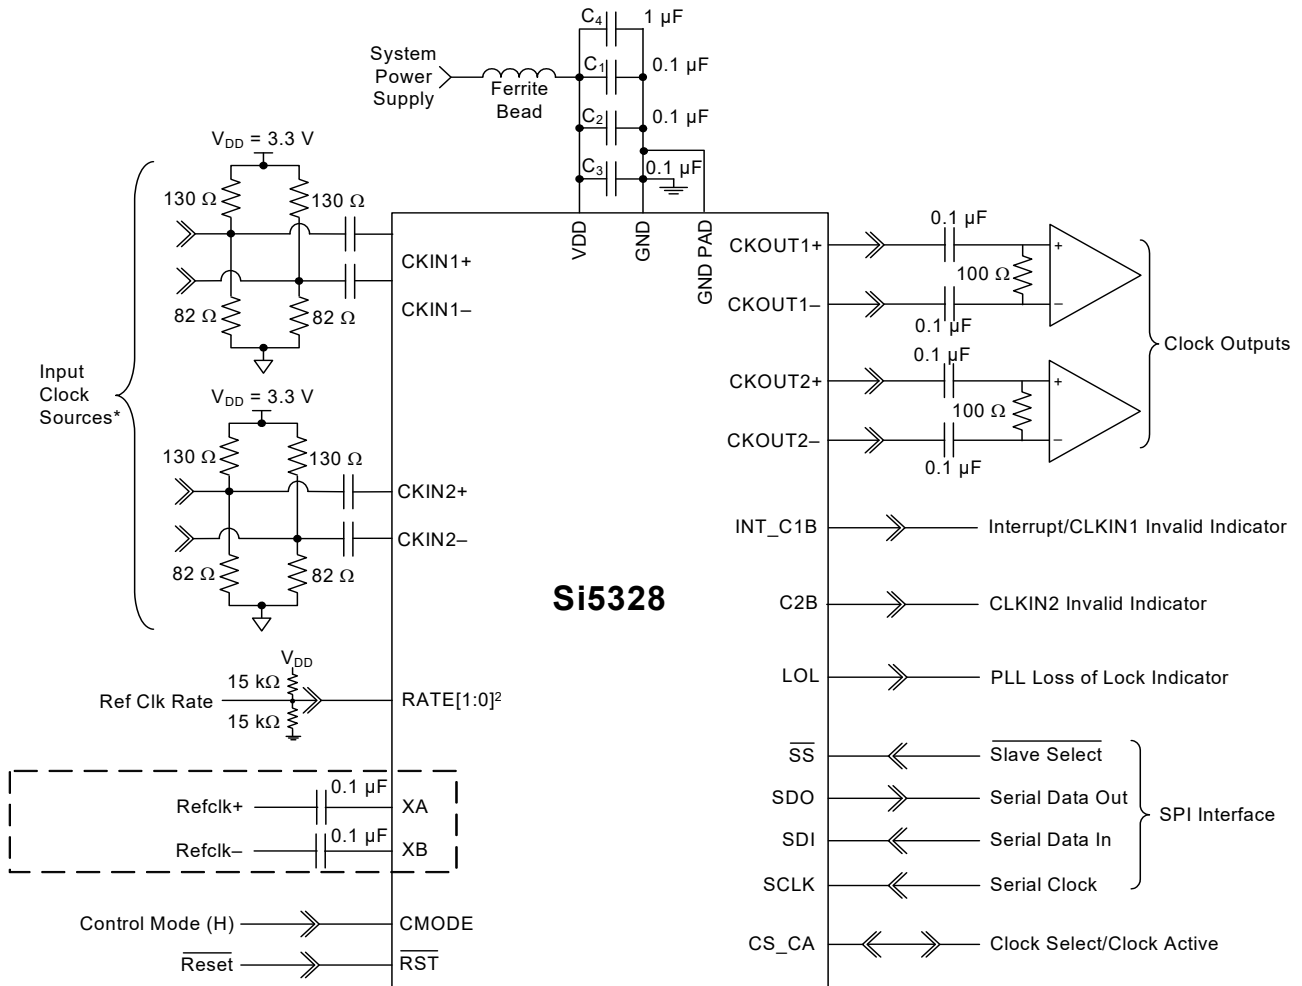 C4 1 µF
System
Power
Supply
Ferrite
Bead
C1 0.1 µF
C2 0.1 µF
C3 0.1 µF
VDD
GND
GND PAD
Input
Clock
Sources*
VDD = 3.3 V
130 Ω
130 Ω
82 Ω
82 Ω
CKIN1+
CKIN1–
VDD = 3.3 V
130 Ω
130 Ω
82 Ω
82 Ω
CKIN2+
CKIN2–
VDD
15 kΩ
Ref Clk Rate
15 kΩ
RATE[1:0]²
0.1 µF
Refclk+
XA
0.1 µF
Refclk–
XB
Control Mode (H)
CMODE
Reset
RST
Si5328
CKOUT1+
0.1 µF
+
100 Ω
CKOUT1–
–
0.1 µF
0.1 µF
CKOUT2+
+
100 Ω
CKOUT2–
–
0.1 µF
Clock Outputs
INT_C1B
Interrupt/CLKIN1 Invalid Indicator
C2B
CLKIN2 Invalid Indicator
LOL
PLL Loss of Lock Indicator
SS
Slave Select
SDO
Serial Data Out
SDI
Serial Data In
SCLK
Serial Clock
SPI Interface
CS_CA
Clock Select/Clock Active